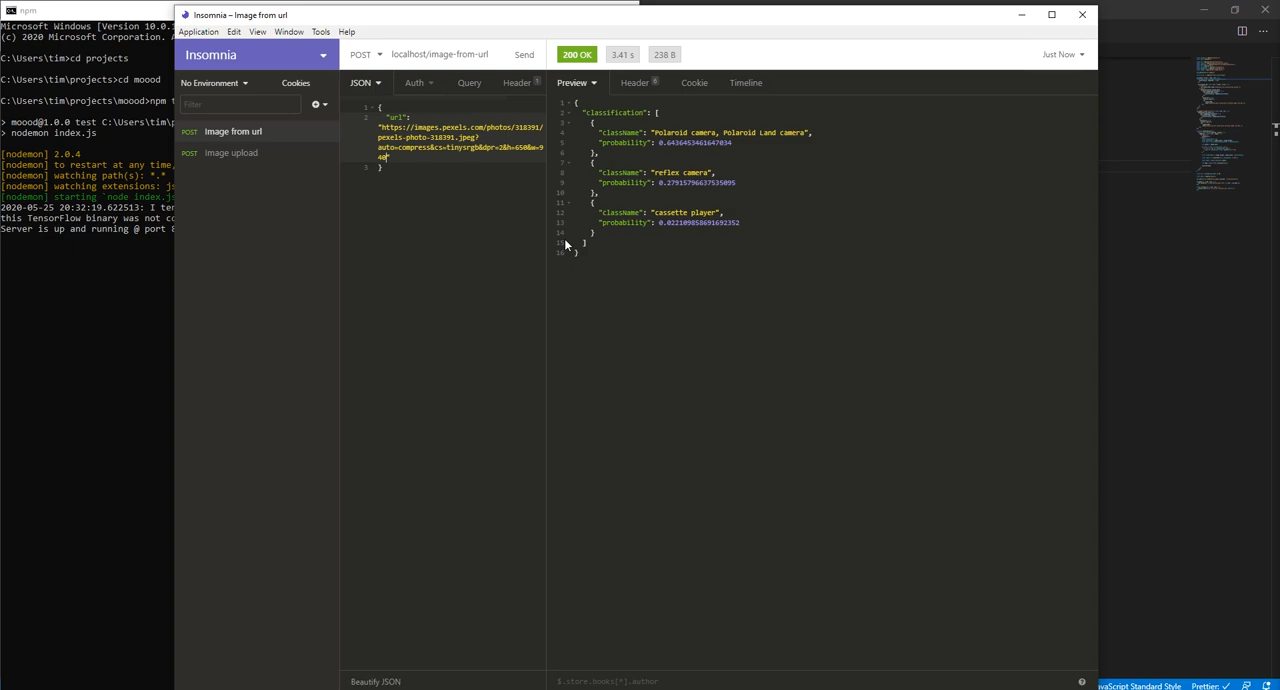 npm
Microsoft Windows [Version 10.0.1
(c) 2020 Microsoft Corporation. A
C:\Users\tim>cd projects
C:\Users\tim\projects>cd moood
C:\Users\tim\projects\moood>npm t
> moood@1.0.0 test C:\Users\tim\p
> nodemon index.js
[nodemon] 2.0.4
[nodemon] to restart at any time,
[nodemon] watching path(s): *.*
[nodemon] watching extensions: js
[nodemon] starting `node index.js
2020-05-25 20:32:19.622513: I ten
this TensorFlow binary was not co
Server is up and running @ port 8
Insomnia – Image from url
Application Edit View Window Tools Help
Insomnia
No Environment Cookies
Filter
POST Image from url
POST Image upload
POST localhost/image-from-url Send
JSON Auth Query Header 1
1 {
2 "url":
"https://images.pexels.com/photos/318391/
pexels-photo-318391.jpeg?
auto=compress&cs=tinysrgb&dpr=2&h=650&w=9
40"
3 }
Beautify JSON
200 OK 3.41 s 238 B Just Now
Preview Header 6 Cookie Timeline
1 {
2 "classification": [
3 {
4 "className": "Polaroid camera, Polaroid Land camera",
5 "probability": 0.6436453461647034
6 },
7 {
8 "className": "reflex camera",
9 "probability": 0.27915796637535095
10 },
11 {
12 "className": "cassette player",
13 "probability": 0.022109858691692352
14 }
15 ]
16 }
$.store.books[*].author
vaScript Standard Style Prettier: ✓